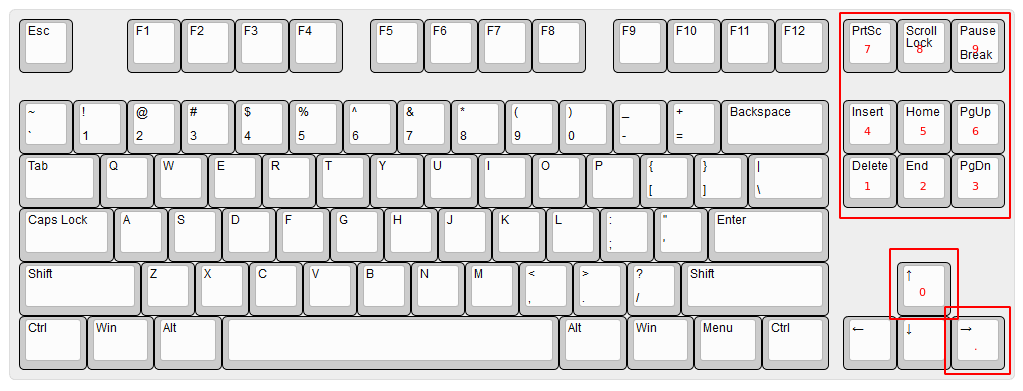 Esc F1 F2 F3 F4 F5 F6 F7 F8 F9 F10 F11 F12 PrtSc Scroll Lock Pause Break
7 8 9
~ ! @ # $ % ^ & * ( ) _ + Backspace Insert Home PgUp
` 1 2 3 4 5 6 7 8 9 0 - = 4 5 6
Tab Q W E R T Y U I O P { } | Delete End PgDn
[ ] \ 1 2 3
Caps Lock A S D F G H J K L : " Enter
; '
Shift Z X C V B N M < > ? Shift ↑
, . / 0
Ctrl Win Alt Alt Win Menu Ctrl ← ↓ →
.